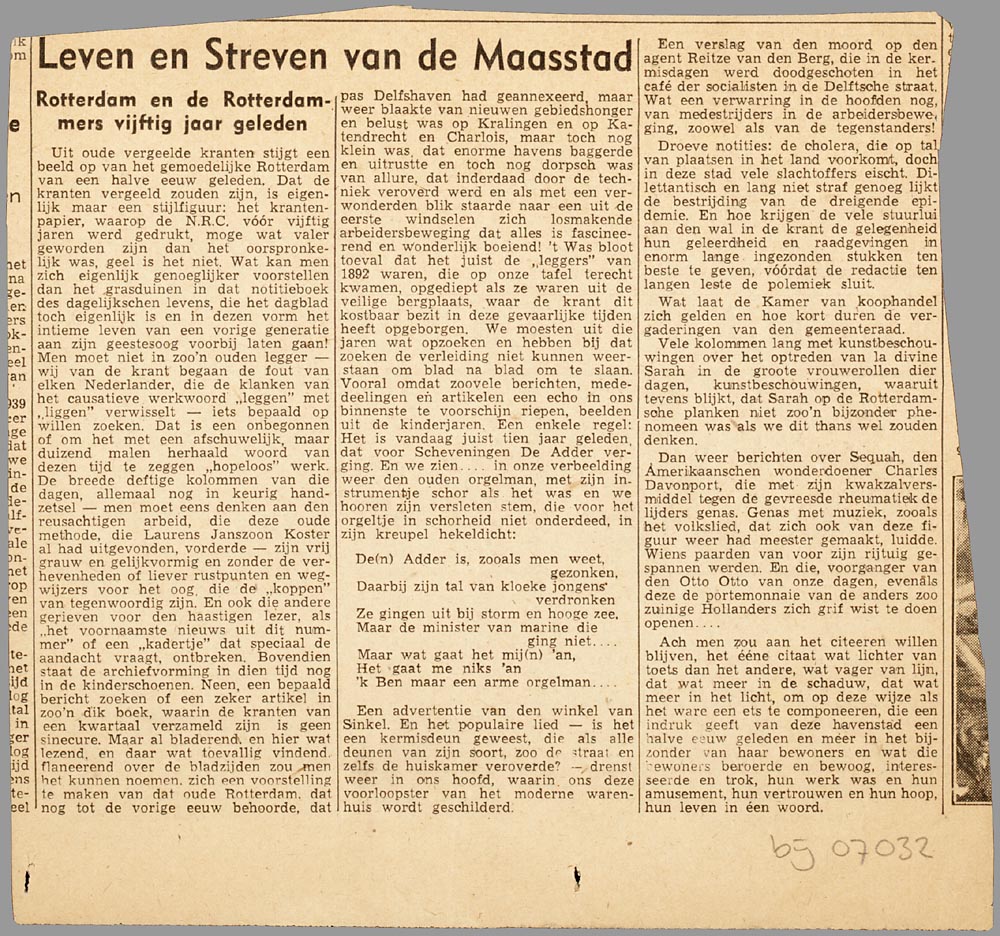 Leven en Streven van de Maasstad
Rotterdam en de Rotterdam-
mers vijftig jaar geleden
Uit oude vergeelde kranten stijgt een
beeld op van het gemoedelijke Rotterdam
van een halve eeuw geleden. Dat de
kranten vergeeld zouden zijn, is eigen-
lijk maar een stijlfiguur: het kranten-
papier, waarop de N.R.C. vóór vijftig
jaren werd gedrukt, moge wat valer
geworden zijn dan het oorspronke-
lijk was, geel is het niet. Wat kan men
zich eigenlijk genoeglijker voorstellen
dan het grasduinen in dat notitieboek
des dagelijkschen levens, die het dagblad
toch eigenlijk is en in dezen vorm het
intieme leven van een vorige generatie
aan zijn geestesoog voorbij laten gaan!
Men moet niet in zoo'n ouden legger —
wij van de krant begaan de fout van
elken Nederlander, die de klanken van
het causatieve werkwoord „leggen” met
„liggen” verwisselt — iets bepaald op
willen zoeken. Dat is een onbegonnen
of om het met een afschuwelijk, maar
duizend malen herhaald woord van
dezen tijd te zeggen „hopeloos” werk.
De breede deftige kolommen van die
dagen, allemaal nog in keurig hand-
zetsel — men moet eens denken aan den
reusachtigen arbeid, die deze oude
methode, die Laurens Janszoon Koster
al had uitgevonden, vorderde — zijn vrij
grauw en gelijkvormig en zonder de ver-
hevenheden of liever rustpunten en weg-
wijzers voor het oog, die de „koppen”
van tegenwoordig zijn. En ook die andere
gerieven voor den haastigen lezer, als
„het voornaamste nieuws uit dit num-
mer” of een „kadertje” dat speciaal de
aandacht vraagt, ontbreken. Bovendien
staat de archiefvorming in dien tijd nog
in de kinderschoenen. Neen, een bepaald
bericht zoeken of een zeker artikel in
zoo'n dik boek, waarin de kranten van
een kwartaal verzameld zijn is geen
sinecure. Maar al bladerend, en hier wat
lezend, en daar wat toevallig vindend,
flaneerend over de bladzijden zou men
het kunnen noemen, zich een voorstelling
te maken van dat oude Rotterdam, dat
nog tot de vorige eeuw behoorde, dat
pas Delfshaven had geannexeerd, maar
weer blaakte van nieuwen gebiedshonger
en belust was op Kralingen en op Ka-
tendrecht en Charlois, maar toch nog
klein was, dat enorme havens baggerde
en uitrustte en toch nog dorpsch was
van allure, dat inderdaad door de tech-
niek veroverd werd en als met een ver-
wonderden blik staarde naar een uit de
eerste windselen zich losmakende
arbeidersbeweging dat alles is fascinee-
rend en wonderlijk boeiend! 't Was bloot
toeval dat het juist de „leggers” van
1892 waren, die op onze tafel terecht
kwamen, opgediept als ze waren uit de
veilige bergplaats, waar de krant dit
kostbaar bezit in deze gevaarlijke tijden
heeft opgeborgen. We moesten uit die
jaren wat opzoeken en hebben bij dat
zoeken de verleiding niet kunnen weer-
staan om blad na blad om te slaan.
Vooral omdat zoovele berichten, mede-
deelingen en artikelen een echo in ons
binnenste te voorschijn riepen, beelden
uit de kinderjaren. Een enkele regel:
Het is vandaag juist tien jaar geleden,
dat voor Scheveningen De Adder ver-
ging. En we zien.... in onze verbeelding
weer den ouden orgelman, met zijn in-
strumentje schor als het was en we
hooren zijn versleten stem, die voor het
orgeltje in schorheid niet onderdeed, in
zijn kreupel hekeldicht:
De(n) Adder is, zooals men weet,
gezonken,
Daarbij zijn tal van kloeke jongens
verdronken
Ze gingen uit bij storm en hooge zee,
Maar de minister van marine die
ging niet....
Maar wat gaat het mij(n) 'an,
Het gaat me niks 'an
'k Ben maar een arme orgelman....
Een advertentie van den winkel van
Sinkel. En het populaire lied — is het
een kermisdeun geweest, die als alle
deunen van zijn soort, zoo de straat en
zelfs de huiskamer veroverde? — drenst
weer in ons hoofd, waarin ons deze
voorloopster van het moderne waren-
huis wordt geschilderd.
Een verslag van den moord op den
agent Reitze van den Berg, die in de ker-
misdagen werd doodgeschoten in het
café der socialisten in de Delftsche straat.
Wat een verwarring in de hoofden nog,
van medestrijders in de arbeidersbewe-
ging, zoowel als van de tegenstanders!
Droeve notities: de cholera, die op tal
van plaatsen in het land voorkomt, doch
in deze stad vele slachtoffers eischt. Di-
lettantisch en lang niet straf genoeg lijkt
de bestrijding van de dreigende epi-
demie. En hoe krijgen de vele stuurlui
aan den wal in de krant de gelegenheid
hun geleerdheid en raadgevingen in
enorm lange ingezonden stukken ten
beste te geven, vóórdat de redactie ten
langen leste de polemiek sluit.
Wat laat de Kamer van koophandel
zich gelden en hoe kort duren de ver-
gaderingen van den gemeenteraad.
Vele kolommen lang met kunstbeschou-
wingen over het optreden van la divine
Sarah in de groote vrouwerollen dier
dagen, kunstbeschouwingen, waaruit
tevens blijkt, dat Sarah op de Rotterdam-
sche planken niet zoo'n bijzonder phe-
nomeen was als we dit thans wel zouden
denken.
Dan weer berichten over Sequah, den
Amerikaanschen wonderdoener Charles
Davonport, die met zijn kwakzalvers-
middel tegen de gevreesde rheumatiek de
lijders genas. Genas met muziek, zooals
het volkslied, dat zich ook van deze fi-
guur weer had meester gemaakt, luidde.
Wiens paarden van voor zijn rijtuig ge-
spannen werden. En die, voorganger van
den Otto Otto van onze dagen, evenals
deze de portemonnaie van de anders zoo
zuinige Hollanders zich grif wist te doen
openen....
Ach men zou aan het citeeren willen
blijven, het ééne citaat wat lichter van
toets dan het andere, wat vager van lijn,
dat wat meer in de schaduw, dat wat
meer in het licht, om op deze wijze als
het ware een ets te componeeren, die een
indruk geeft van deze havenstad een
halve eeuw geleden en méer in het bij-
zonder van haar bewoners en wat die
bewoners beroerde en bewoog, interes-
seerde en trok, hun werk was en hun
amusement, hun vertrouwen en hun hoop,
hun leven in één woord.
bij 07032